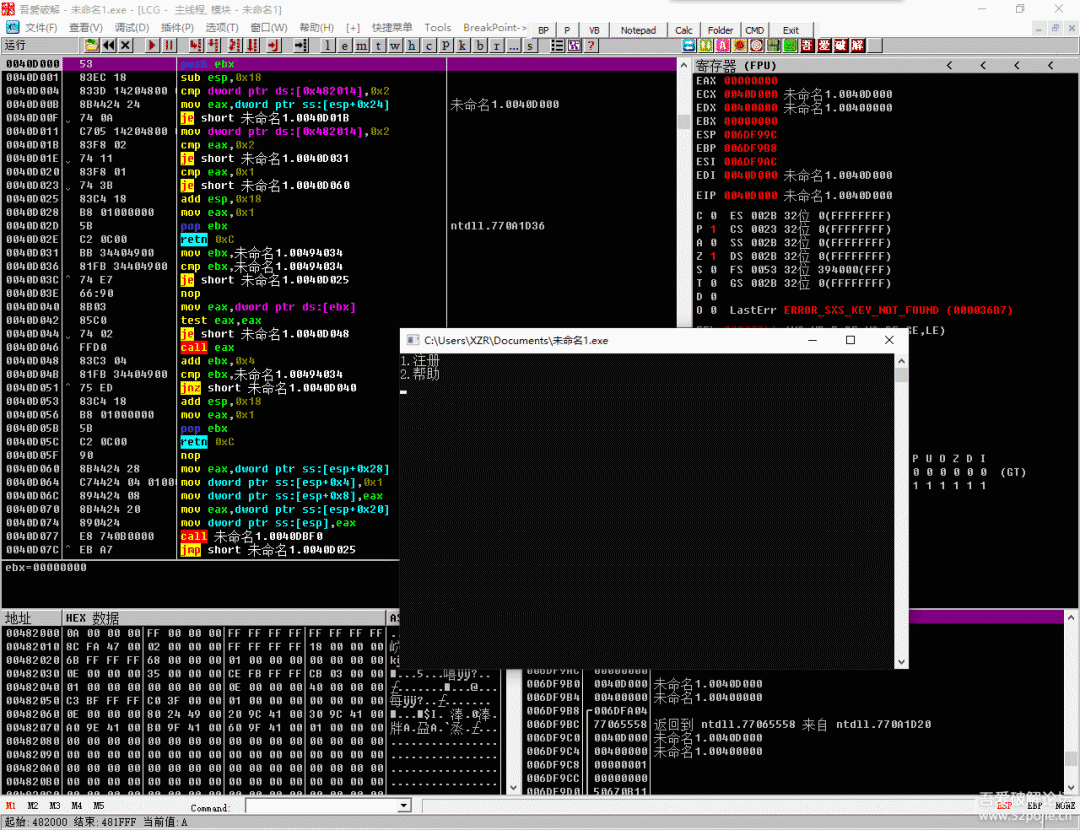 吾爱破解 - 未命名1.exe - [LCG - 主线程, 模块 - 未命名1]
文件(F) 查看(V) 调试(D) 插件(P) 选项(T) 窗口(W) 帮助(H) [+] 快捷菜单 Tools BreakPoint-> BP P VB Notepad Calc Folder CMD Exit
运行 l e m t w h c p k b r ... s 吾 爱 破 解
0040D000 53 push ebx
0040D001 83EC 18 sub esp,0x18
0040D004 833D 14204800 cmp dword ptr ds:[0x482014],0x2
0040D00B 8B4424 24 mov eax,dword ptr ss:[esp+0x24] 未命名1.0040D000
0040D00F 74 0A je short 未命名1.0040D01B
0040D011 C705 14204800 mov dword ptr ds:[0x482014],0x2
0040D01B 83F8 02 cmp eax,0x2
0040D01E 74 11 je short 未命名1.0040D031
0040D020 83F8 01 cmp eax,0x1
0040D023 74 3B je short 未命名1.0040D060
0040D025 83C4 18 add esp,0x18
0040D028 B8 01000000 mov eax,0x1
0040D02D 5B pop ebx ntdll.770A1D36
0040D02E C2 0C00 retn 0xC
0040D031 BB 34404900 mov ebx,未命名1.00494034
0040D036 81FB 34404900 cmp ebx,未命名1.00494034
0040D03C 74 E7 je short 未命名1.0040D025
0040D03E 66:90 nop
0040D040 8B03 mov eax,dword ptr ds:[ebx]
0040D042 85C0 test eax,eax
0040D044 74 02 je short 未命名1.0040D048
0040D046 FFD0 call eax
0040D048 83C3 04 add ebx,0x4
0040D04B 81FB 34404900 cmp ebx,未命名1.00494034
0040D051 75 ED jnz short 未命名1.0040D040
0040D053 83C4 18 add esp,0x18
0040D056 B8 01000000 mov eax,0x1
0040D05B 5B pop ebx
0040D05C C2 0C00 retn 0xC
0040D05F 90 nop
0040D060 8B4424 28 mov eax,dword ptr ss:[esp+0x28]
0040D064 C74424 04 0100 mov dword ptr ss:[esp+0x4],0x1
0040D06C 894424 08 mov dword ptr ss:[esp+0x8],eax
0040D070 8B4424 20 mov eax,dword ptr ss:[esp+0x20]
0040D074 890424 mov dword ptr ss:[esp],eax
0040D077 E8 740B0000 call 未命名1.0040DBF0
0040D07C EB A7 jmp short 未命名1.0040D025
ebx=00000000
寄存器 (FPU) < < < <
EAX 00000000
ECX 0040D000 未命名1.0040D000
EDX 00400000 未命名1.00400000
EBX 00000000
ESP 006DF99C
EBP 006DF9B8
ESI 006DF9AC
EDI 0040D000 未命名1.0040D000
EIP 0040D000 未命名1.0040D000
C 0 ES 002B 32位 0(FFFFFFFF)
P 1 CS 0023 32位 0(FFFFFFFF)
A 0 SS 002B 32位 0(FFFFFFFF)
Z 1 DS 002B 32位 0(FFFFFFFF)
S 0 FS 0053 32位 394000(FFF)
T 0 GS 002B 32位 0(FFFFFFFF)
D 0
O 0 LastErr ERROR_SXS_KEY_NOT_FOUND (000036B7)
P U O Z D I
0 0 0 0 0 0 (GT)
1 1 1 1 1 1
C:\Users\XZR\Documents\未命名1.exe
1.注册
2.帮助
地址 HEX 数据
00482000 0A 00 00 00 FF 00 00 00 FF FF FF FF FF FF FF FF
00482010 8C FA 47 00 02 00 00 00 FF FF FF FF 18 00 00 00
00482020 6B FF FF FF 68 00 00 00 01 00 00 00 00 00 00 00
00482030 0E 00 00 00 35 00 00 00 CE FB FF FF CB 03 00 00
00482040 01 00 00 00 00 00 00 00 0E 00 00 00 40 00 00 00
00482050 C3 BF FF FF C0 3F 00 00 01 00 00 00 00 00 00 00
00482060 0E 00 00 00 80 24 49 00 20 9C 41 00 30 9C 41 00
00482070 A0 9E 41 00 B0 9F 41 00 60 9F 41 00 01 00 00 00
00482080 00 00 00 00 00 00 00 00 00 00 00 00 00 00 00 00
00482090 00 00 00 00 00 00 00 00 00 00 00 00 00 00 00 00
004820A0 00 00 00 00 00 00 00 00 00 00 00 00 00 00 00 00
004820B0 00 00 00 00 00 00 00 00 00 00 00 00 00 00 00 00
006DF9B0 0040D000 未命名1.0040D000
006DF9B4 00400000 未命名1.00400000
006DF9B8 006DFA04
006DF9BC 77065558 返回到 ntdll.77065558 来自 ntdll.770A1D20
006DF9C0 0040D000 未命名1.0040D000
006DF9C4 00400000 未命名1.00400000
006DF9C8 00000001
006DF9CC 00000000
006DF9D0 50670B11
M1 M2 M3 M4 M5 Command: ESP EBP NONE
起始: 482000 结束: 481FFF 当前值: A
吾爱破解论坛
www.52pojie.cn